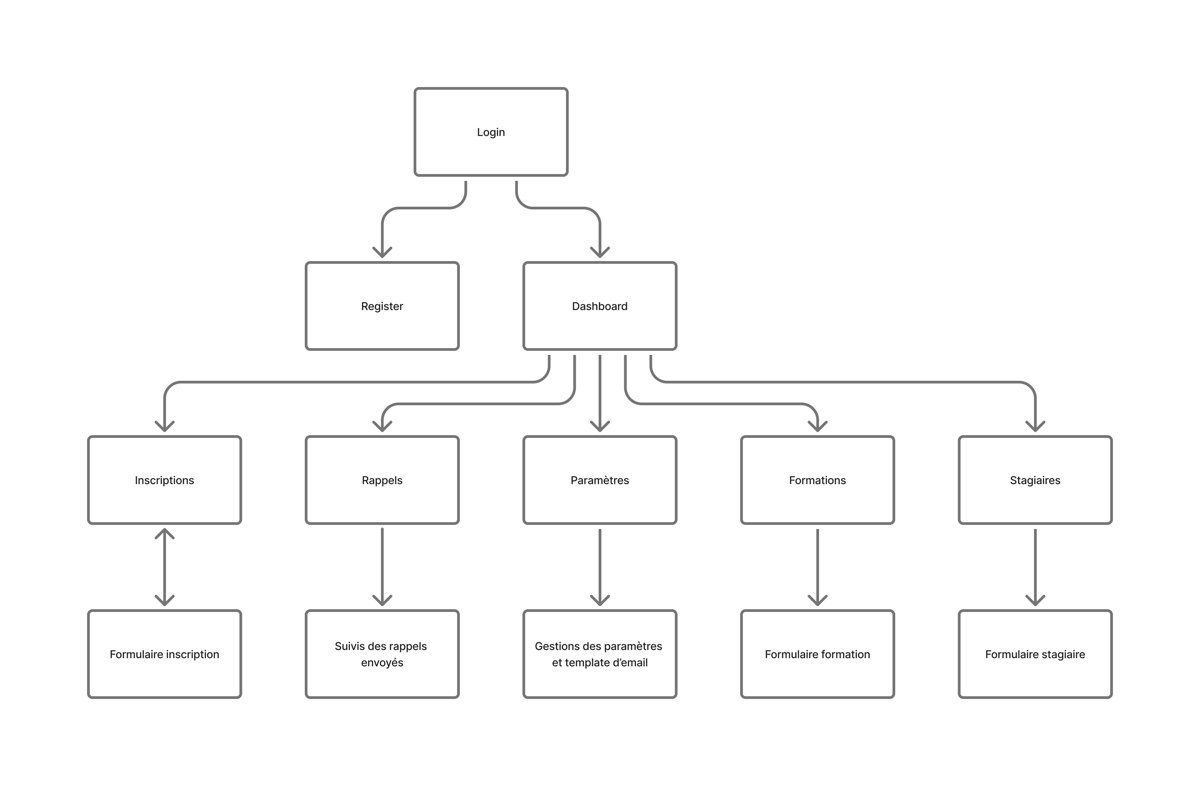 Login
Register
Dashboard
Inscriptions
Rappels
Paramètres
Formations
Stagiaires
Formulaire inscription
Suivis des rappels
envoyés
Gestions des paramètres
et template d’email
Formulaire formation
Formulaire stagiaire